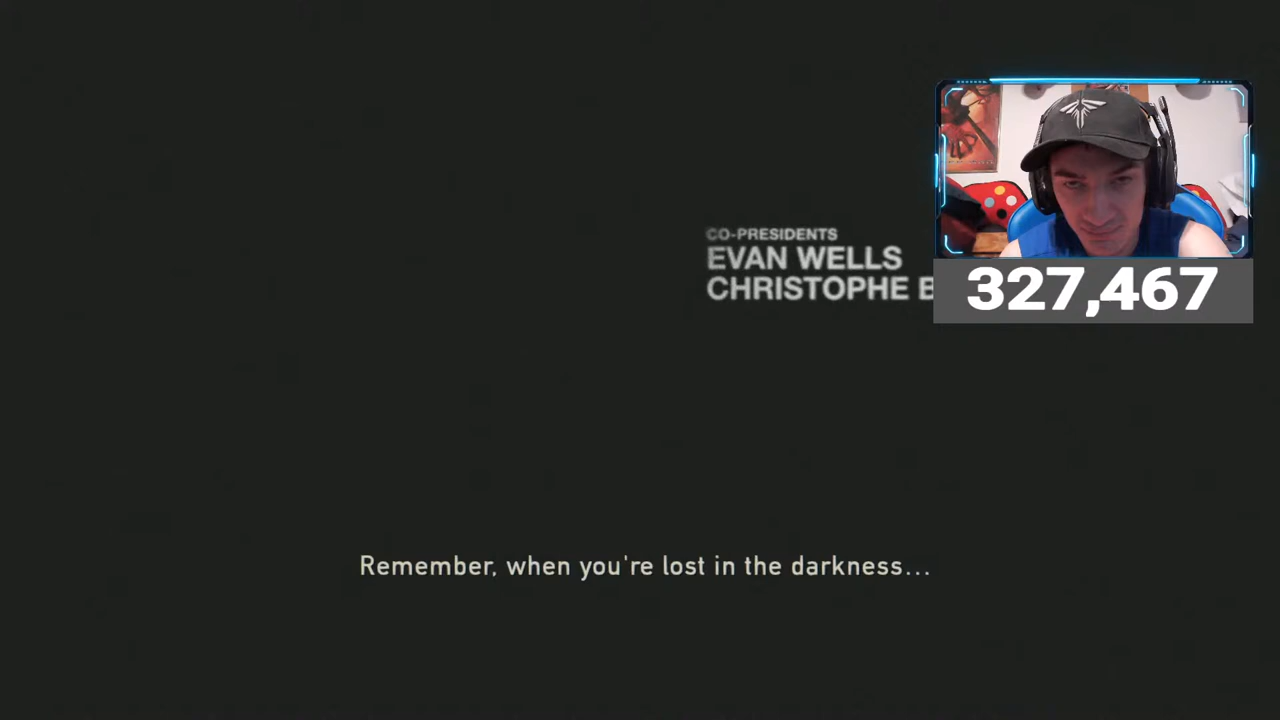 CO-PRESIDENTS
EVAN WELLS
CHRISTOPHE B
327,467
Remember, when you're lost in the darkness...